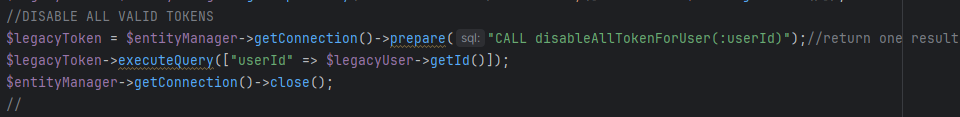 //DISABLE ALL VALID TOKENS
$legacyToken = $entityManager->getConnection()->prepare( sql: "CALL disableAllTokenForUser(:userId)");//return one result
$legacyToken->executeQuery(["userId" => $legacyUser->getId()]);
$entityManager->getConnection()->close();
//